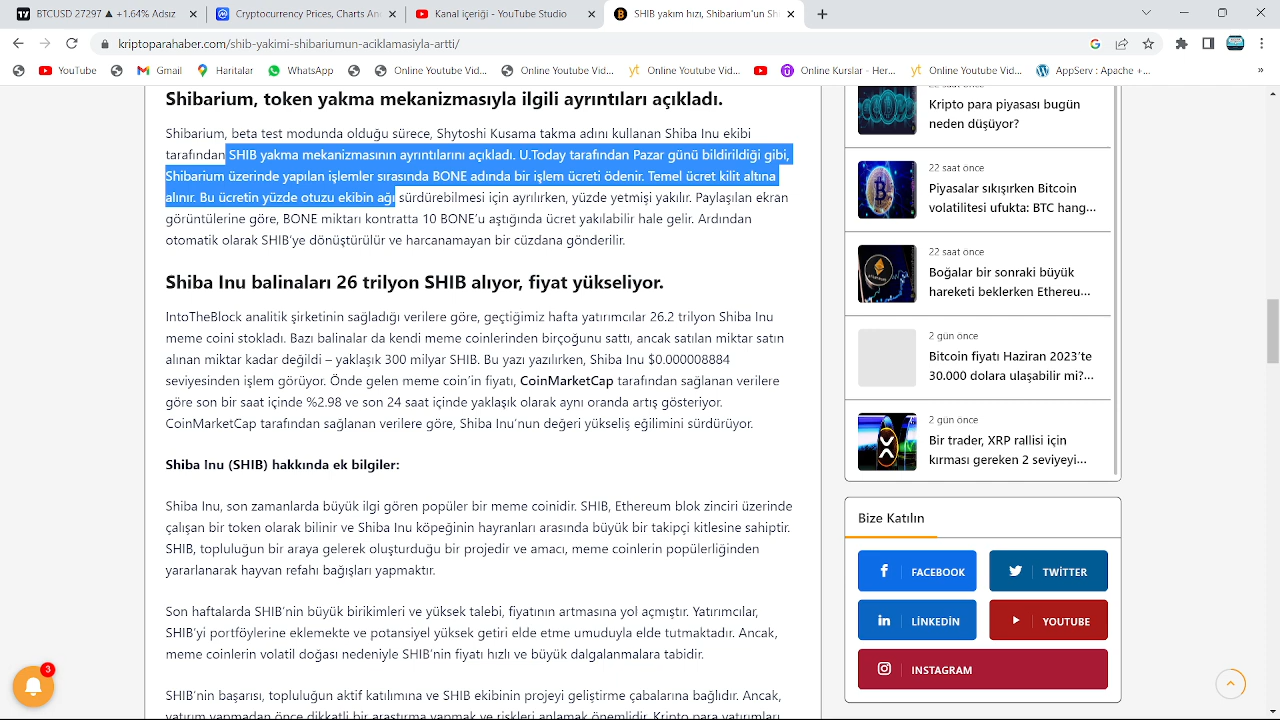 BTCUSD 27297 ▲ +1.64% Adsız
Cryptocurrency Prices, Charts An
Kanal içeriği - YouTube Studio
SHIB yakım hızı, Shibarium'un Sh
kriptoparahaber.com/shib-yakimi-shibariumun-aciklamasiyla-artti/
YouTube
Gmail
Haritalar
WhatsApp
Online Youtube Vid...
Online Youtube Vid...
Online Youtube Vid...
Online Kurslar - Her...
Online Youtube Vid...
AppServ : Apache +...
»
Shibarium, token yakma mekanizmasıyla ilgili ayrıntıları açıkladı.
Shibarium, beta test modunda olduğu sürece, Shytoshi Kusama takma adını kullanan Shiba Inu ekibi
tarafından SHIB yakma mekanizmasının ayrıntılarını açıkladı. U.Today tarafından Pazar günü bildirildiği gibi,
Shibarium üzerinde yapılan işlemler sırasında BONE adında bir işlem ücreti ödenir. Temel ücret kilit altına
alınır. Bu ücretin yüzde otuzu ekibin ağı sürdürebilmesi için ayrılırken, yüzde yetmişi yakılır. Paylaşılan ekran
görüntülerine göre, BONE miktarı kontratta 10 BONE'u aştığında ücret yakılabilir hale gelir. Ardından
otomatik olarak SHIB'ye dönüştürülür ve harcanamayan bir cüzdana gönderilir.
Shiba Inu balinaları 26 trilyon SHIB alıyor, fiyat yükseliyor.
IntoTheBlock analitik şirketinin sağladığı verilere göre, geçtiğimiz hafta yatırımcılar 26.2 trilyon Shiba Inu
meme coini stokladı. Bazı balinalar da kendi meme coinlerinden birçoğunu sattı, ancak satılan miktar satın
alınan miktar kadar değildi – yaklaşık 300 milyar SHIB. Bu yazı yazılırken, Shiba Inu $0.000008884
seviyesinden işlem görüyor. Önde gelen meme coin'in fiyatı, CoinMarketCap tarafından sağlanan verilere
göre son bir saat içinde %2.98 ve son 24 saat içinde yaklaşık olarak aynı oranda artış gösteriyor.
CoinMarketCap tarafından sağlanan verilere göre, Shiba Inu'nun değeri yükseliş eğilimini sürdürüyor.
Shiba Inu (SHIB) hakkında ek bilgiler:
Shiba Inu, son zamanlarda büyük ilgi gören popüler bir meme coinidir. SHIB, Ethereum blok zinciri üzerinde
çalışan bir token olarak bilinir ve Shiba Inu köpeğinin hayranları arasında büyük bir takipçi kitlesine sahiptir.
SHIB, topluluğun bir araya gelerek oluşturduğu bir projedir ve amacı, meme coinlerin popülerliğinden
yararlanarak hayvan refahı bağışları yapmaktır.
Son haftalarda SHIB'nin büyük birikimleri ve yüksek talebi, fiyatının artmasına yol açmıştır. Yatırımcılar,
SHIB'yi portföylerine eklemekte ve potansiyel yüksek getiri elde etme umuduyla elde tutmaktadır. Ancak,
meme coinlerin volatil doğası nedeniyle SHIB'nin fiyatı hızlı ve büyük dalgalanmalara tabidir.
SHIB'nin başarısı, topluluğun aktif katılımına ve SHIB ekibinin projeyi geliştirme çabalarına bağlıdır. Ancak,
yatırım yapmadan önce dikkatli bir araştırma yapmak ve riskleri anlamak önemlidir. Kripto para yatırımları
Kripto para piyasası bugün
neden düşüyor?
22 saat önce
Piyasalar sıkışırken Bitcoin
volatilitesi ufukta: BTC hang...
22 saat önce
Boğalar bir sonraki büyük
hareketi beklerken Ethereu...
2 gün önce
Bitcoin fiyatı Haziran 2023'te
30.000 dolara ulaşabilir mi?...
2 gün önce
Bir trader, XRP rallisi için
kırması gereken 2 seviyeyi...
Bize Katılın
FACEBOOK
TWİTTER
LİNKEDİN
YOUTUBE
INSTAGRAM
3